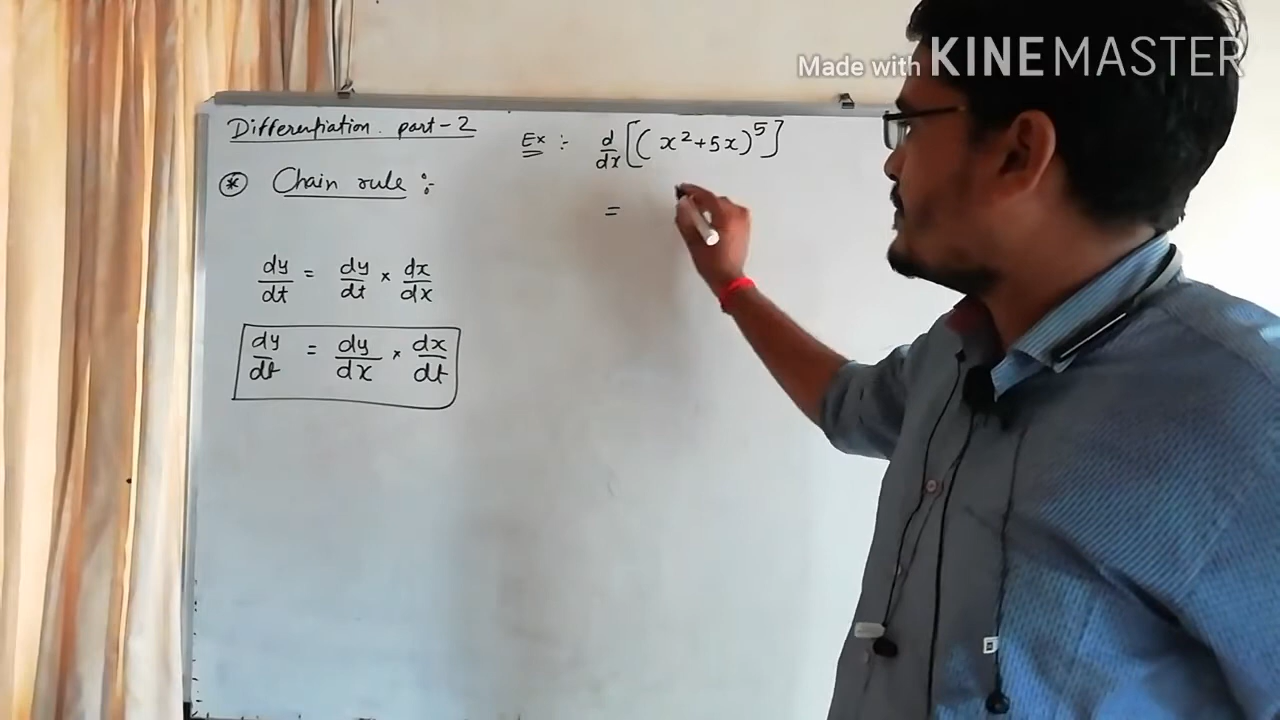 Made with KINEMASTER
Differentiation. part-2
⊛ Chain rule :-
dy/dt = dy/dt × dx/dx
dy/dt = dy/dx × dx/dt
Ex :- d/dx [(x²+5x)⁵]
=